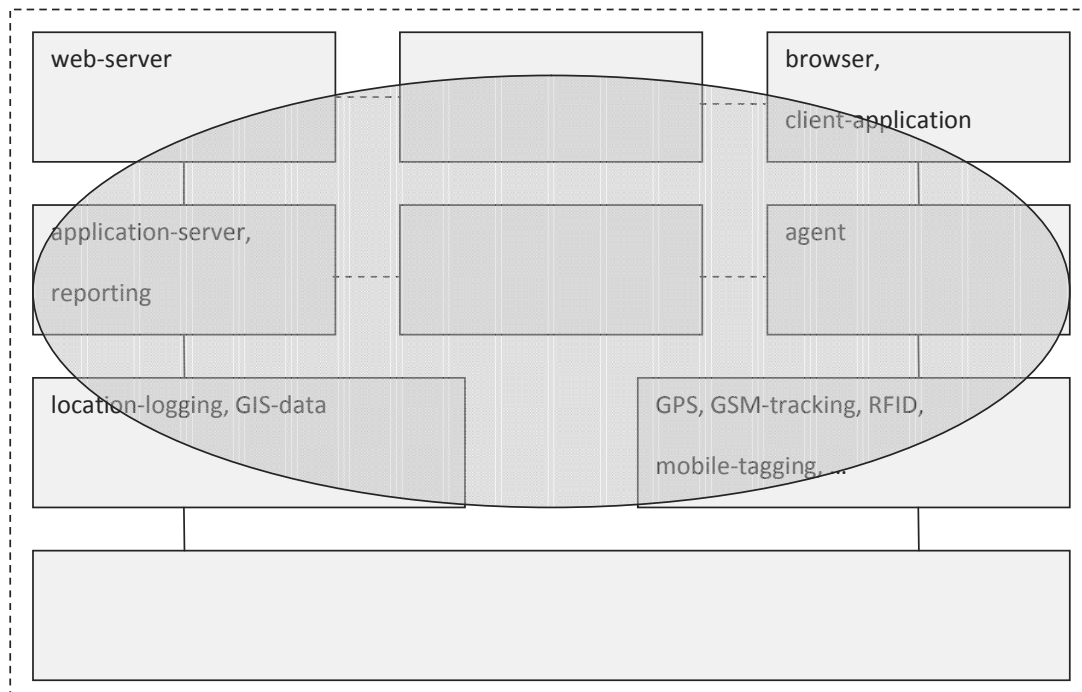 web-server
browser,
client-application
application-server,
reporting
agent
location-logging, GIS-data
GPS, GSM-tracking, RFID,
mobile-tagging, ...